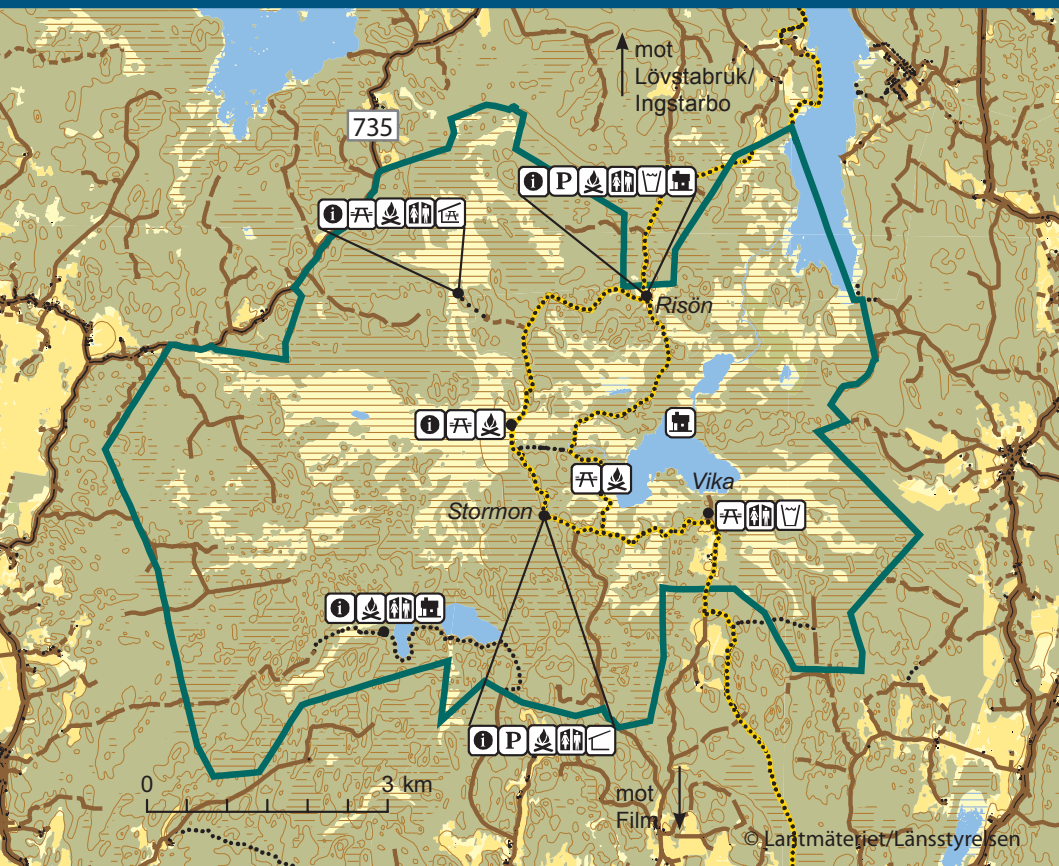 mot
Lövstabruk/
Ingstarbo
735
i P
i
Risön
i
Vika
Stormon
i
i P
0 3 km
mot
Film
© Lantmäteriet/Länsstyrelsen